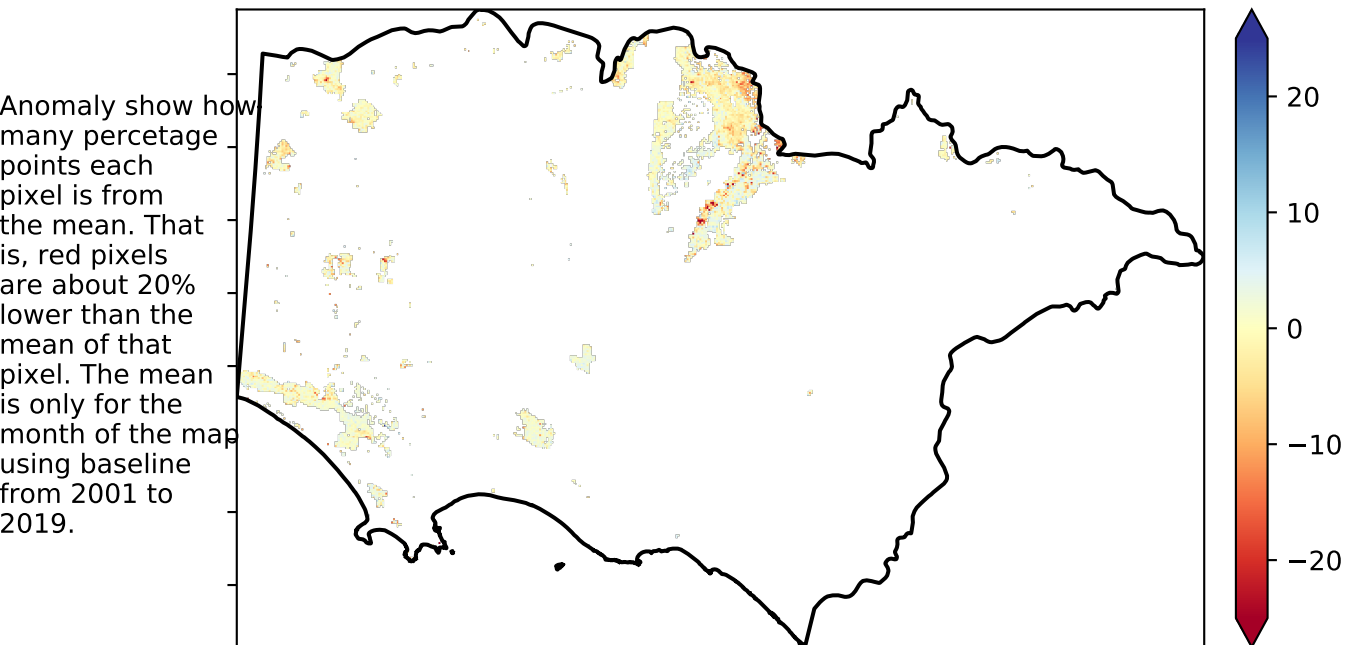 Anomaly show how
many percetage
points each
pixel is from
the mean. That
is, red pixels
are about 20%
lower than the
mean of that
pixel. The mean
is only for the
month of the map
using baseline
from 2001 to
2019.
20
10
0
−10
−20